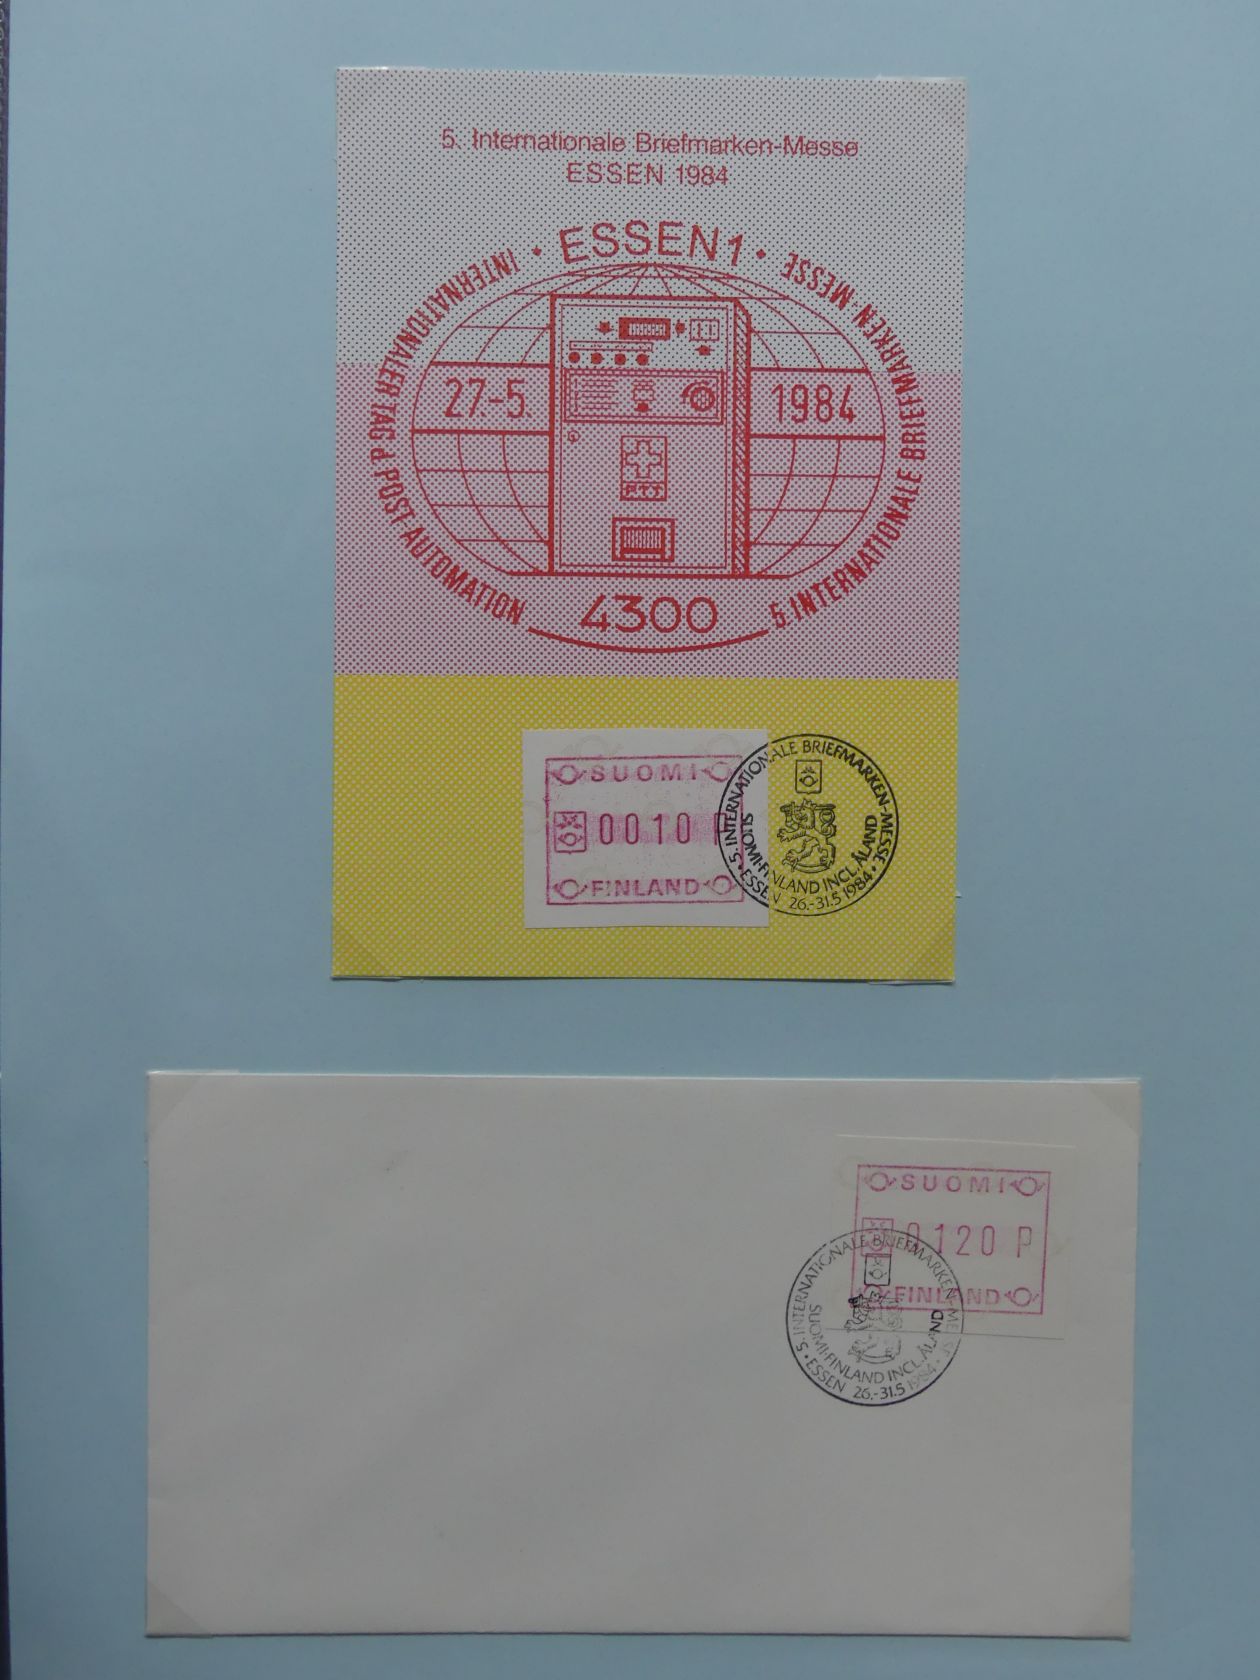 5. Internationale Briefmarken-Messe
ESSEN 1984
• ESSEN 1 •
INTERNATIONALER TAG d. POST AUTOMATION
5. INTERNATIONALE BRIEFMARKEN-MESSE
27.-5. 1984
PTT
4300
SUOMI
0010 P
FINLAND
5. INTERNATIONALE BRIEFMARKEN-MESSE
SUOMI-FINLAND INCL. ÅLAND
• ESSEN 26.-31.5 1984 •
SUOMI
0120 P
FINLAND
5. INTERNATIONALE BRIEFMARKEN-MESSE
SUOMI-FINLAND INCL. ÅLAND
• ESSEN 26.-31.5 1984 •